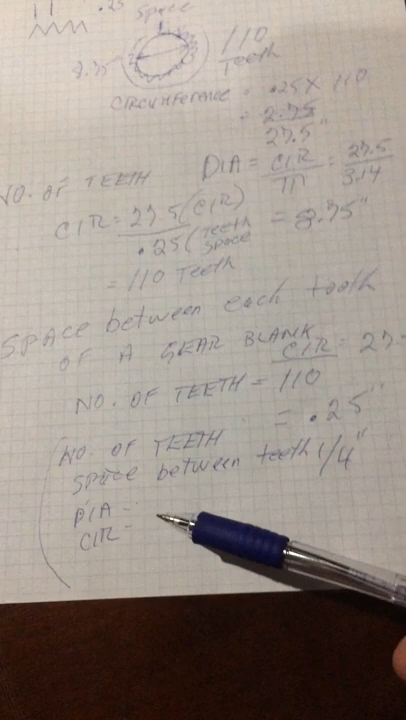 .25
Space
110
Teeth
8.75
CIRCUMFERENCE = .25 X 110
= 2.75
27.5"
DIA = CIR = 27.5
π 3.14
NO. OF TEETH
CIR = 27.5 (CIR)
.25 (Teeth Space
= 8.75"
= 110 Teeth
SPACE between each tooth
OF A GEAR BLANK
CIR = 27.
NO. OF TEETH = 110
= .25"
NO. OF TEETH
Space between teeth 1/4"
DIA =
CIR =